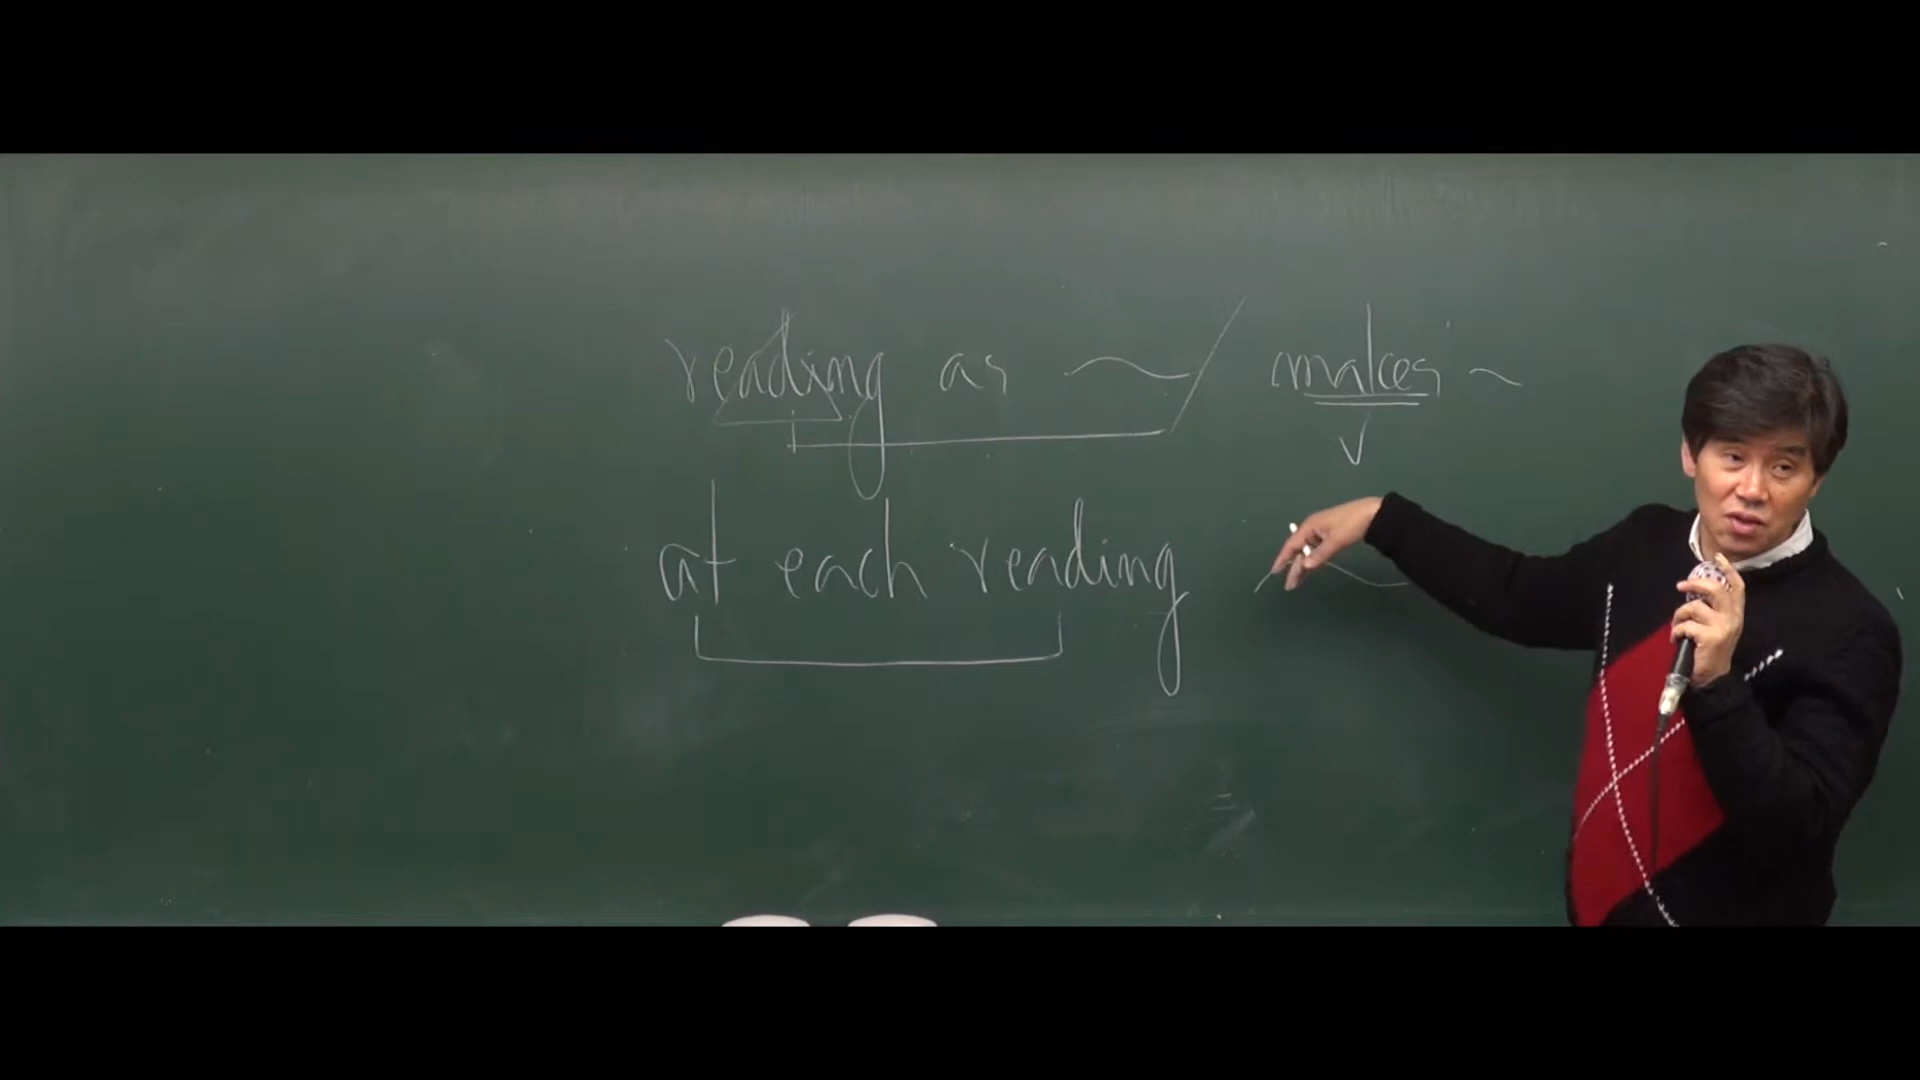 reading as ~ / makes ~
V
at each reading